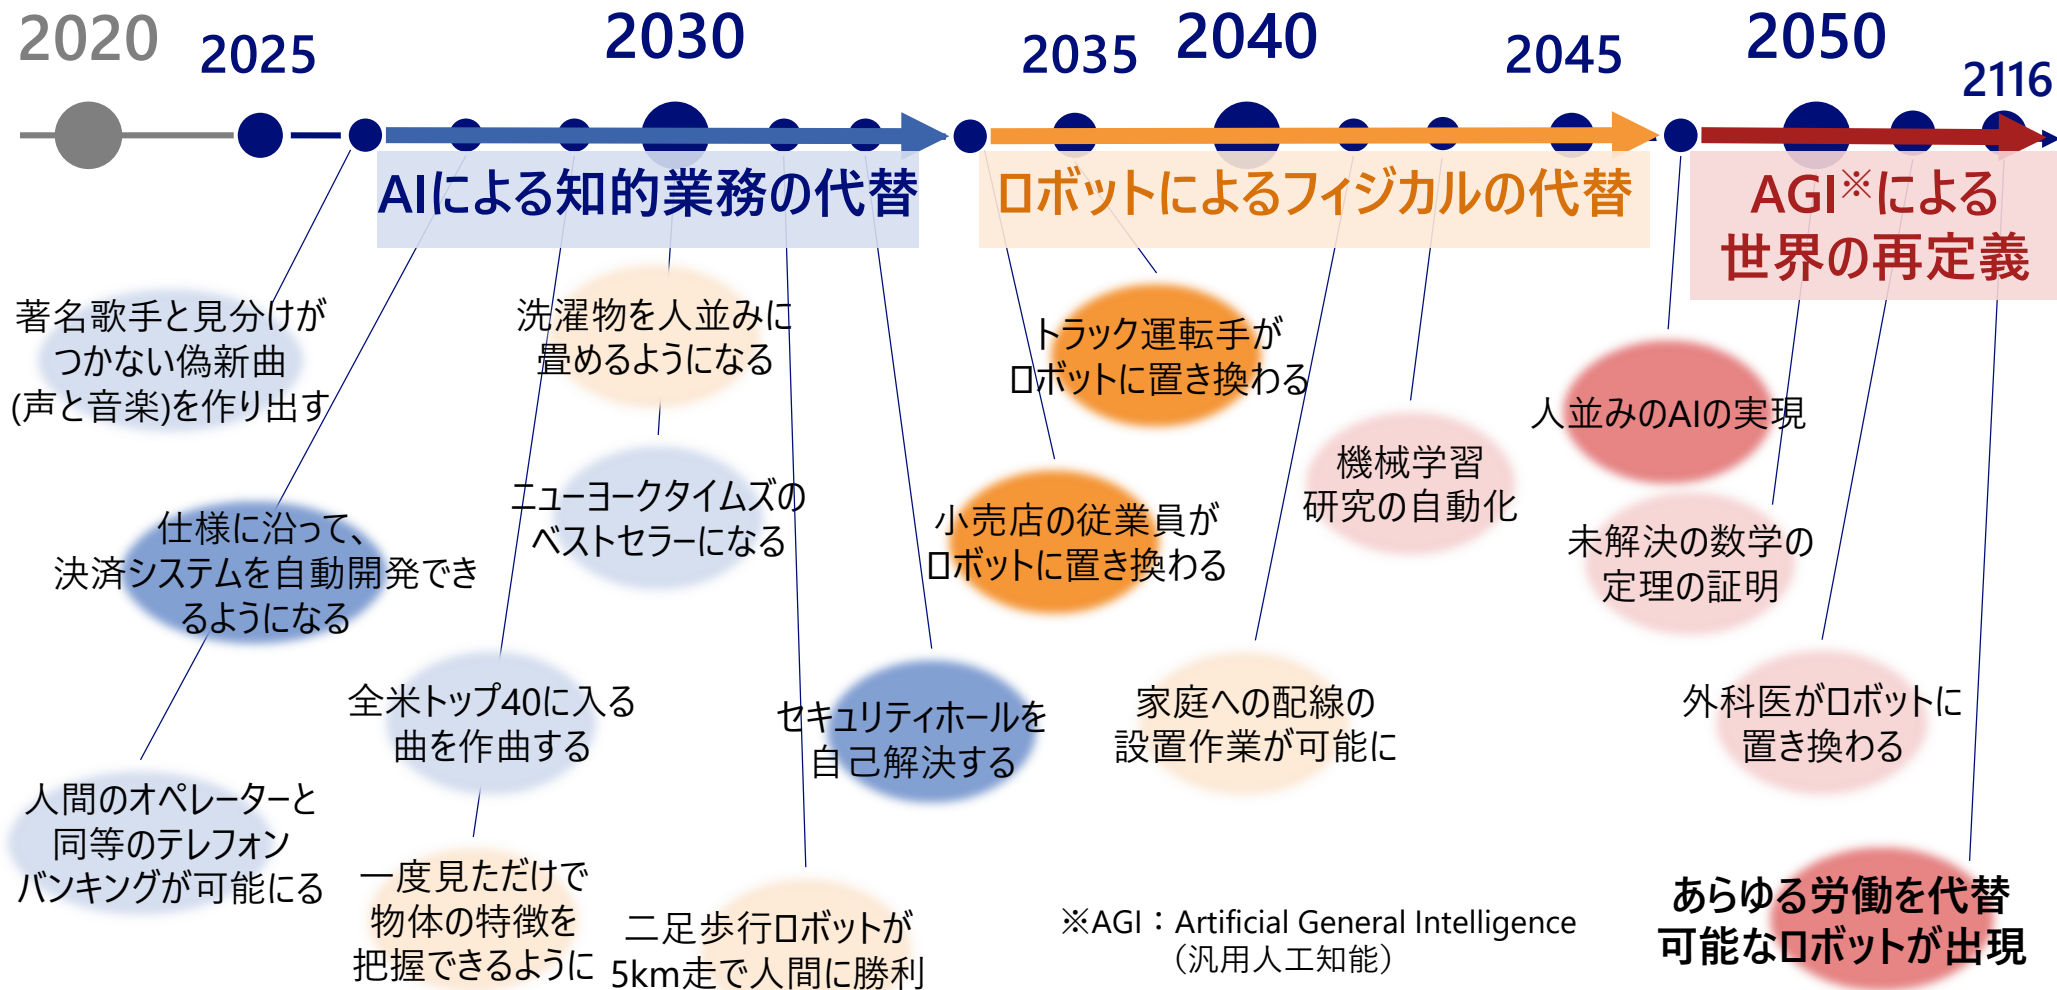 2020
2025
2030
2035
2040
2045
2050
2116
AIによる知的業務の代替
ロボットによるフィジカルの代替
AGI※による
世界の再定義
著名歌手と見分けが
つかない偽新曲
(声と音楽)を作り出す
洗濯物を人並みに
畳めるようになる
トラック運転手が
ロボットに置き換わる
人並みのAIの実現
機械学習
研究の自動化
ニューヨークタイムズの
ベストセラーになる
小売店の従業員が
ロボットに置き換わる
仕様に沿って、
決済システムを自動開発でき
るようになる
未解決の数学の
定理の証明
全米トップ40に入る
曲を作曲する
セキュリティホールを
自己解決する
家庭への配線の
設置作業が可能に
外科医がロボットに
置き換わる
人間のオペレーターと
同等のテレフォン
バンキングが可能にる
一度見ただけで
物体の特徴を
把握できるように
二足歩行ロボットが
5km走で人間に勝利
※AGI：Artificial General Intelligence
（汎用人工知能）
あらゆる労働を代替
可能なロボットが出現